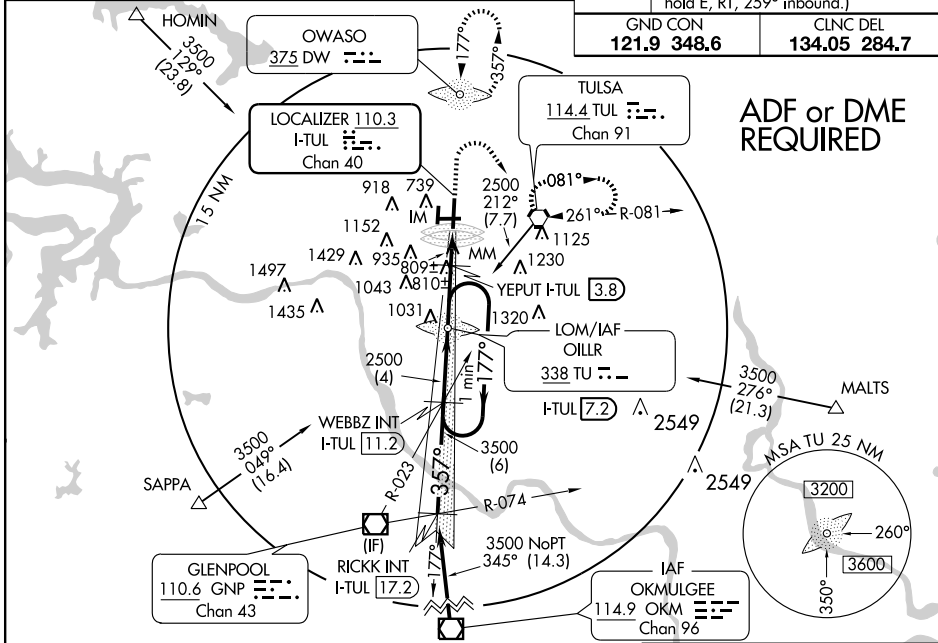 hold E, RT, 259° inbound.)
GND CON
121.9 348.6
CLNC DEL
134.05 284.7
HOMIN
3500
129°
(23.8)
OWASO
375 DW
177°
357°
TULSA
114.4 TUL
Chan 91
ADF or DME
REQUIRED
LOCALIZER 110.3
I-TUL
Chan 40
15 NM
918
739
IM
2500
212°
(7.7)
081°
261°
R-081
1125
1152
1429
935
MM
1230
809±
810±
1497
1043
YEPUT I-TUL 3.8
1435
1031
1320
LOM/IAF
OILLR
338 TU
I-TUL 7.2
2500
(4)
1 min
177°
3500
276°
(21.3)
MALTS
2549
WEBBZ INT
I-TUL 11.2
3500
049°
(16.4)
3500
(6)
SAPPA
R-023
357°
2549
MSA TU 25 NM
3200
260°
3600
350°
R-074
(IF)
RICKK INT
I-TUL 17.2
177°
3500 NoPT
345° (14.3)
GLENPOOL
110.6 GNP
Chan 43
IAF
OKMULGEE
114.9 OKM
Chan 96